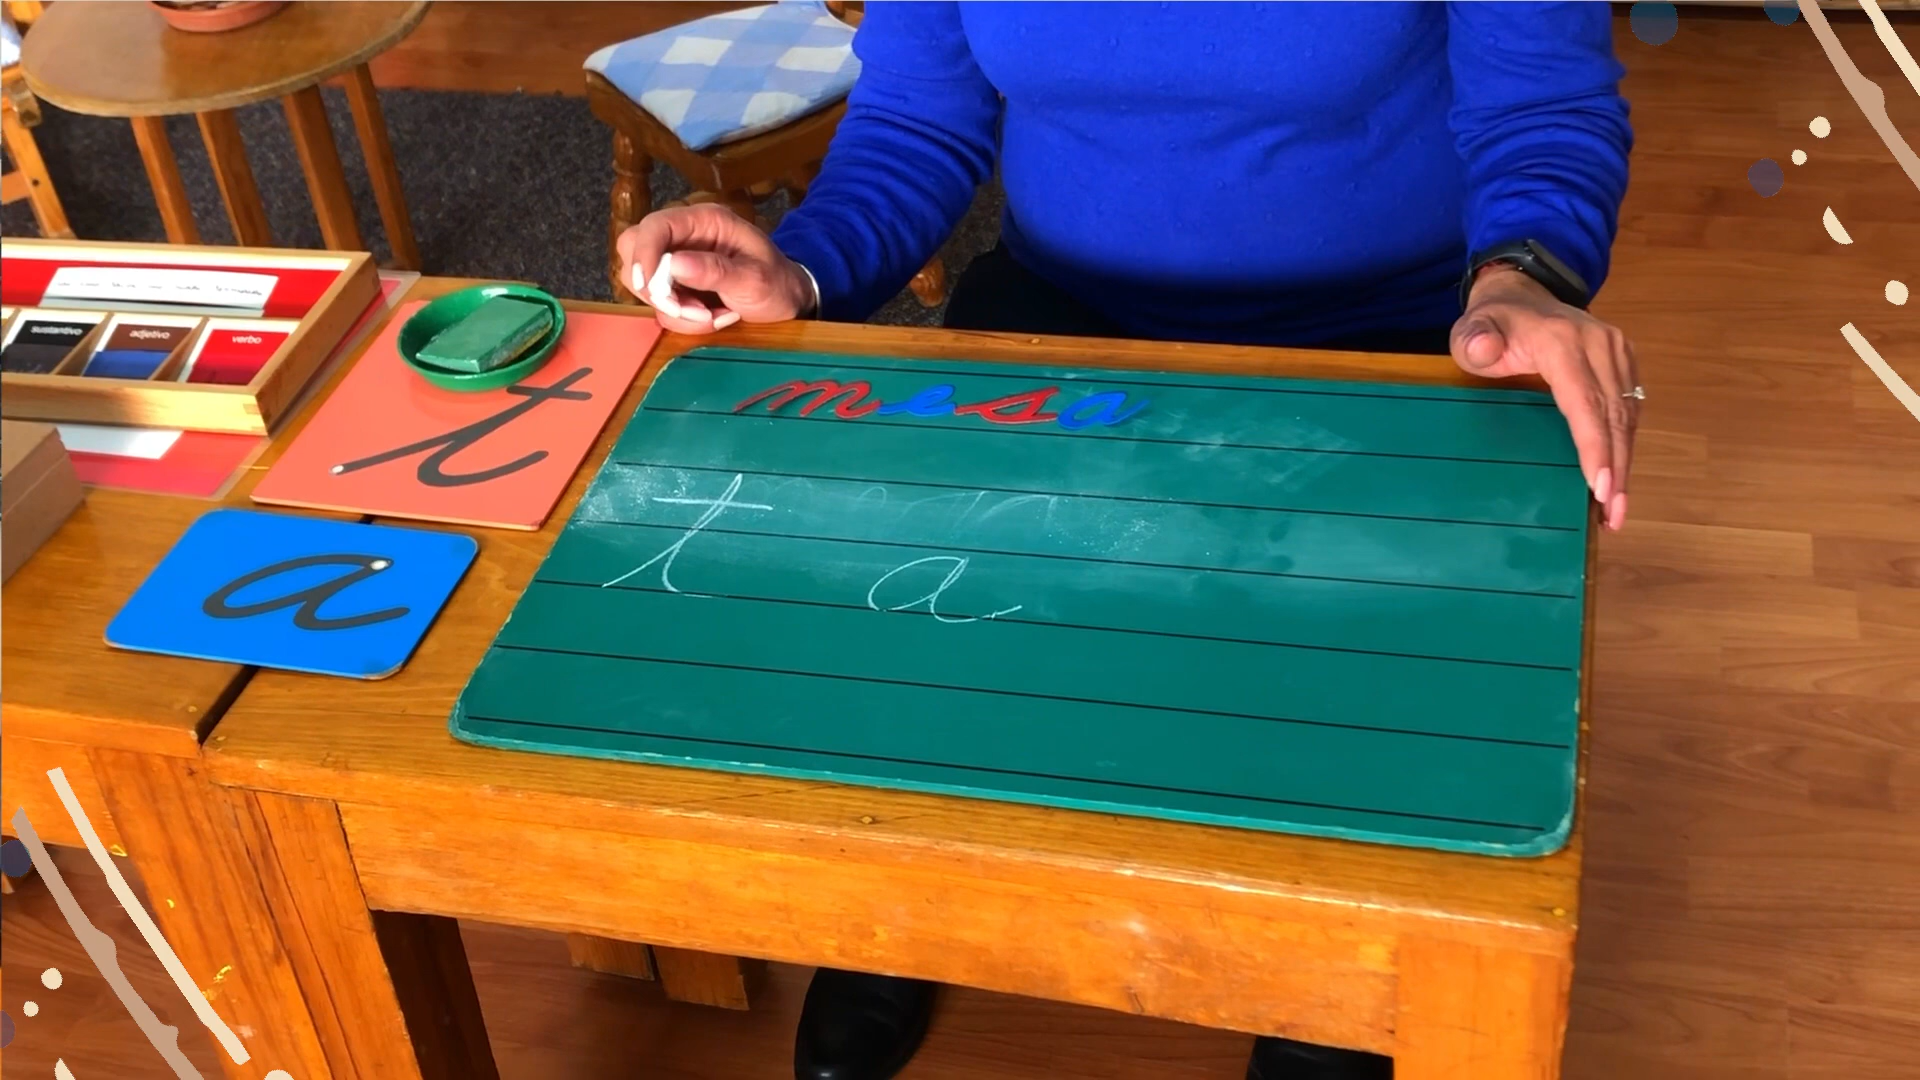 sustantivo
adjetivo
verbo
t
a
mesa
t a